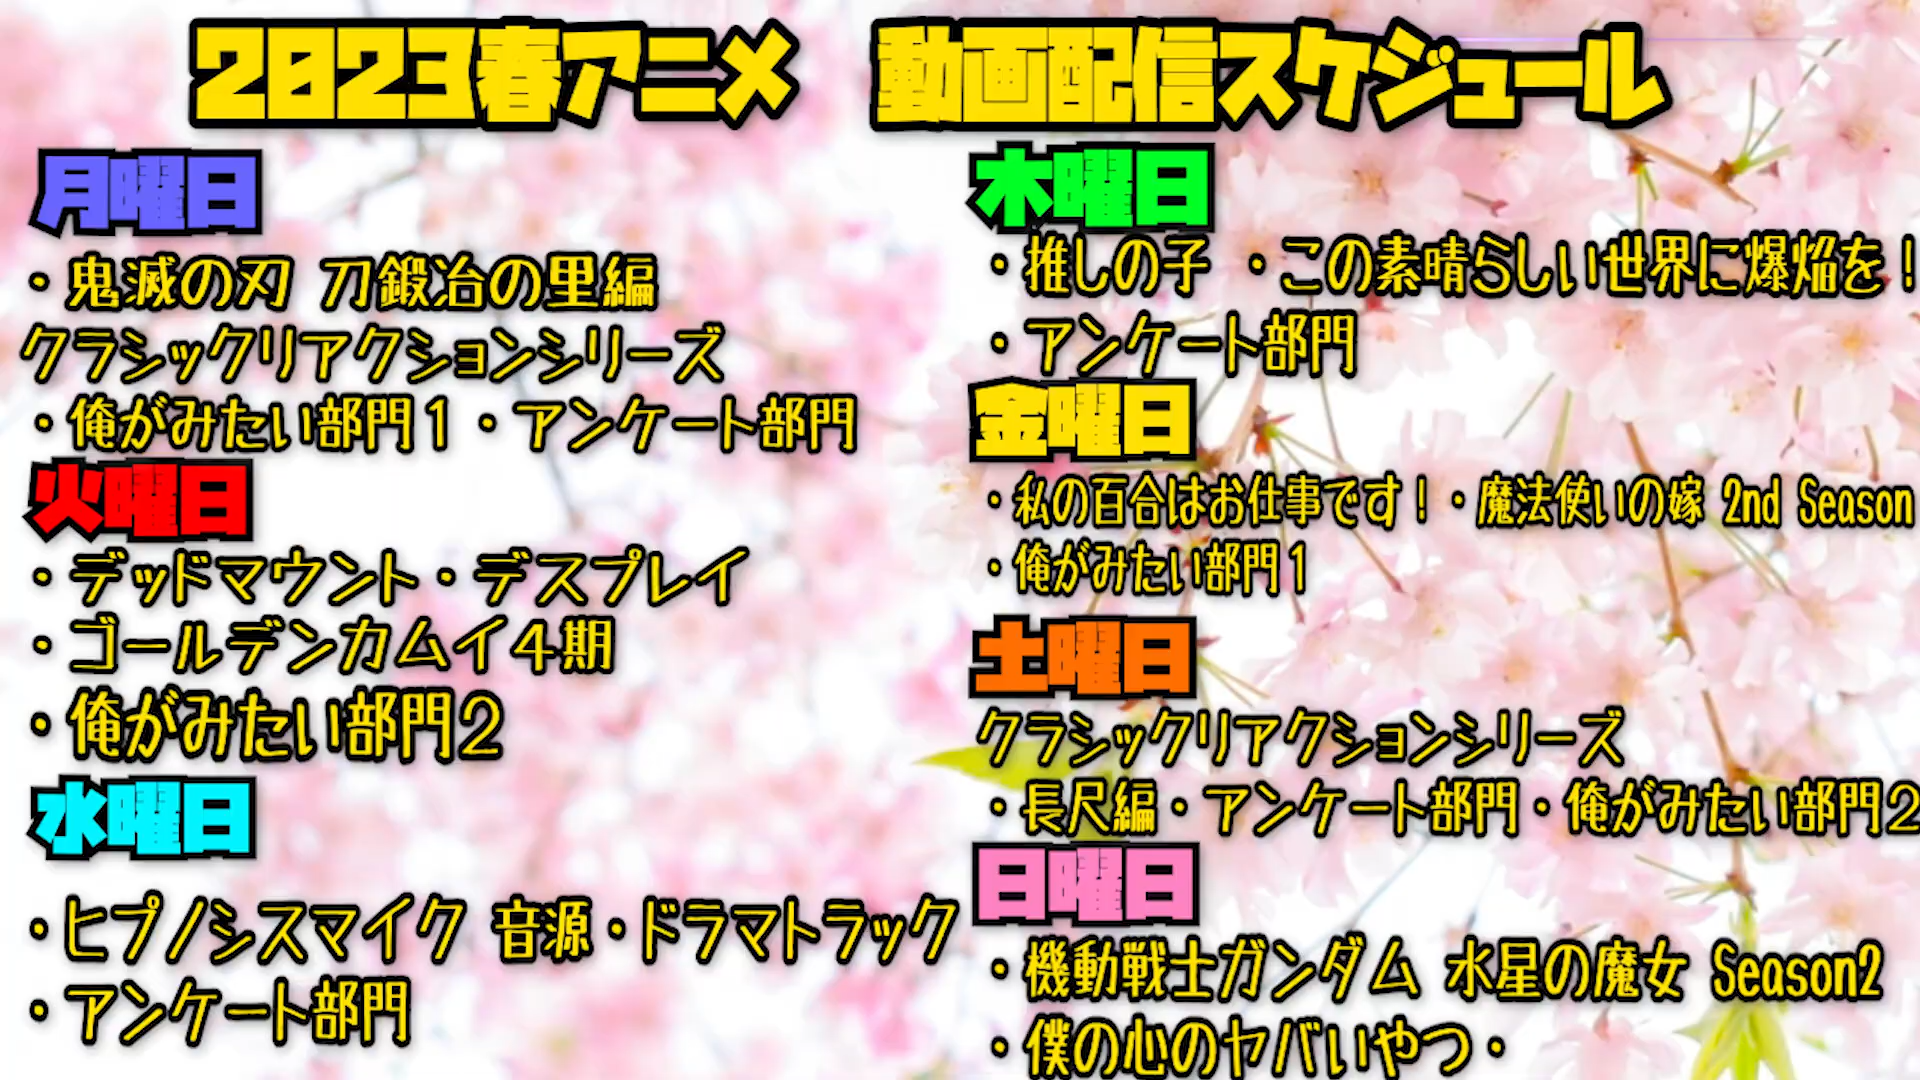 2023春アニメ　動画配信スケジュール
月曜日
・鬼滅の刃 刀鍛冶の里編
クラシックリアクションシリーズ
・俺がみたい部門１・アンケート部門
火曜日
・デッドマウント・デスプレイ
・ゴールデンカムイ４期
・俺がみたい部門２
水曜日
・ヒプノシスマイク 音源・ドラマトラック
・アンケート部門
木曜日
・推しの子 ・この素晴らしい世界に爆焔を！
・アンケート部門
金曜日
・私の百合はお仕事です！・魔法使いの嫁 2nd Season
・俺がみたい部門１
土曜日
クラシックリアクションシリーズ
・長尺編・アンケート部門・俺がみたい部門２
日曜日
・機動戦士ガンダム 水星の魔女 Season2
・僕の心のヤバいやつ・